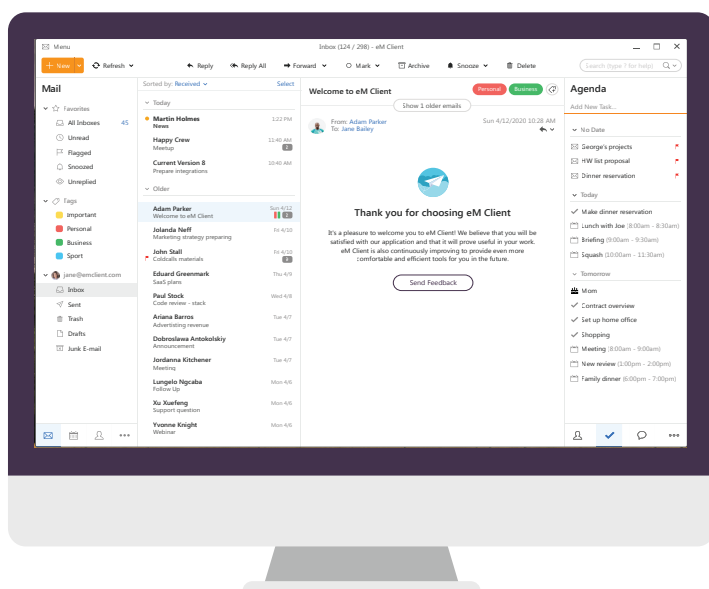 Menu
Inbox (124 / 298) - eM Client
New
Refresh
Reply
Reply All
Forward
Mark
Archive
Snooze
Delete
Search (type ? for help)
Mail
Favorites
All Inboxes 45
Unread
Flagged
Snoozed
Unreplied
Tags
Important
Personal
Business
Sport
jane@emclient.com
Inbox
Sent
Trash
Drafts
Junk E-mail
Sorted by: Received
Select
Today
Martin Holmes 1:22 PM
News
Happy Crew 11:40 AM
Meetup 2
Current Version 8 10:40 AM
Prepare integrations
Older
Adam Parker Sun 4/12
Welcome to eM Client 2
Jolanda Neff Fri 4/10
Marketing strategy preparing
John Stall Fri 4/10
Coldcalls materials
Eduard Greenmark Thu 4/9
SaaS plans
Paul Stock Wed 4/8
Code review - stack
Ariana Barros Tue 4/7
Advertising revenue
Dobroslawa Antokolskiy Tue 4/7
Announcement
Jordanna Kitchener Tue 4/7
Meeting
Lungelo Ngcaba Mon 4/6
Follow Up
Xu Xuefeng Mon 4/6
Support question
Yvonne Knight Mon 4/6
Webinar
Welcome to eM Client
Personal
Business
Show 1 older emails
From: Adam Parker Sun 4/12/2020 10:28 AM
To: Jane Bailey
Thank you for choosing eM Client
It's a pleasure to welcome you to eM Client! We believe that you will be
satisfied with our application and that it will prove useful in your work.
eM Client is also continuously improving to provide even more
comfortable and efficient tools for you in the future.
Send Feedback
Agenda
Add New Task...
No Date
George's projects
HW list proposal
Dinner reservation
Today
Make dinner reservation
Lunch with Joe (8:00am - 8:30am)
Briefing (9:00am - 9:30am)
Squash (10:00am - 11:30am)
Tomorrow
Mom
Contract overview
Set up home office
Shopping
Meeting (8:00am - 9:00am)
New review (1:00pm - 2:00pm)
Family dinner (6:00pm - 7:00pm)